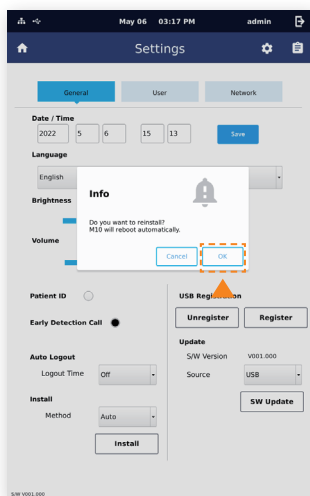 May 06 03:17 PM admin
Settings
General User Network
Date / Time
2022 5 6 15 13 Save
Language
English
Brightness
Info
Do you want to reinstall?
M10 will reboot automatically.
Cancel OK
Volume
Patient ID
Early Detection Call
Auto Logout
Logout Time Off
Install
Method Auto
Install
USB Registration
Unregister Register
Update
S/W Version V001.000
Source USB
SW Update
S/W V001.000